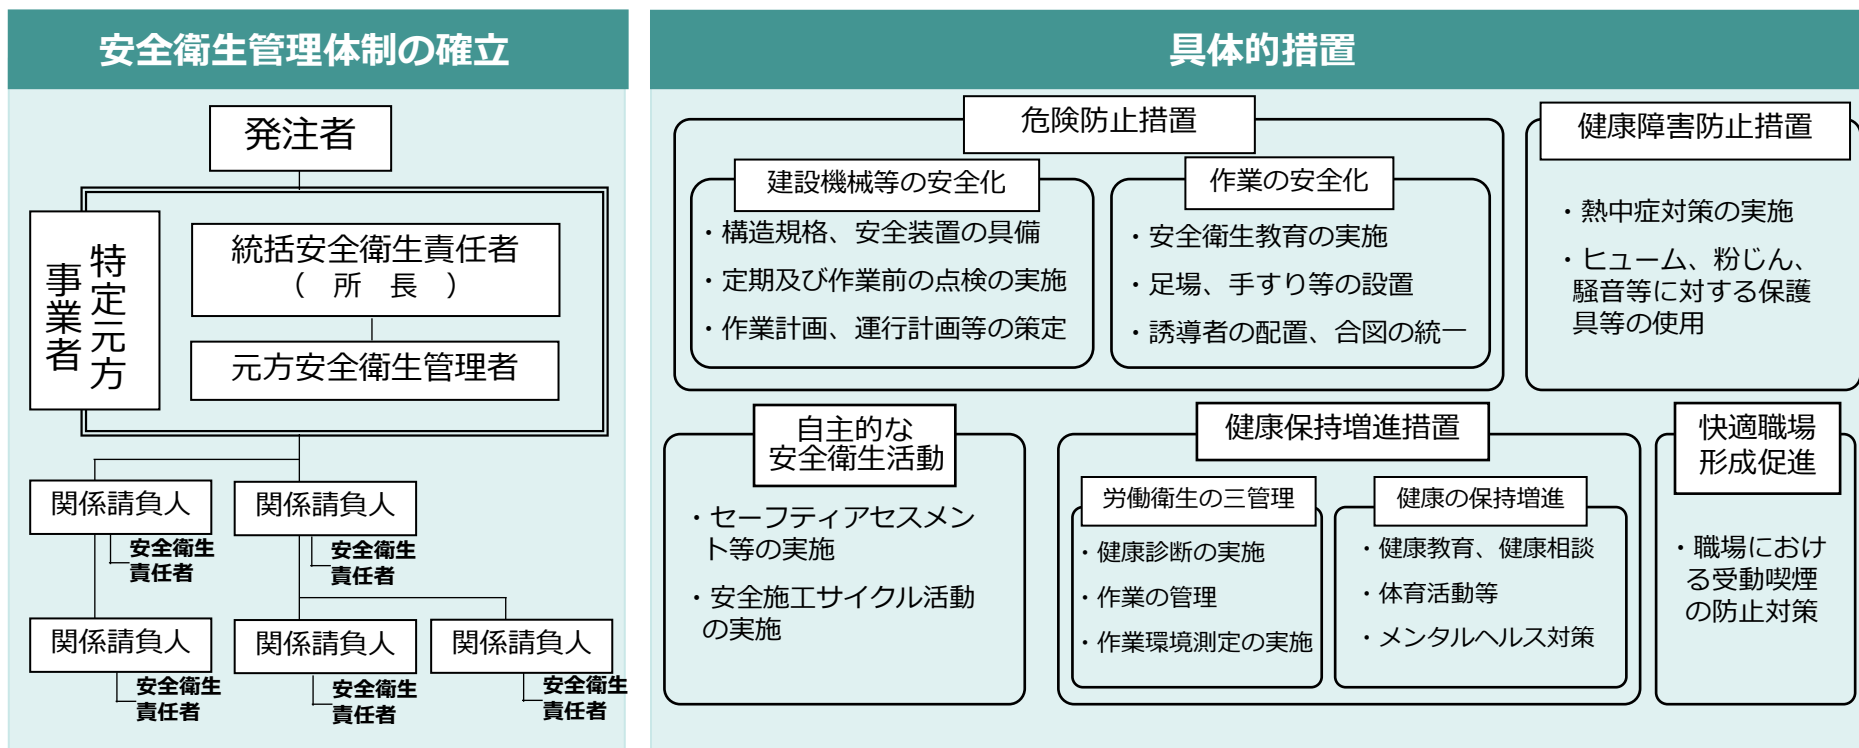 安全衛生管理体制の確立
発注者
特定元方
事業者
統括安全衛生責任者
（　所　長　）
元方安全衛生管理者
関係請負人
安全衛生
責任者
関係請負人
安全衛生
責任者
関係請負人
安全衛生
責任者
関係請負人
安全衛生
責任者
関係請負人
安全衛生
責任者
具体的措置
危険防止措置
建設機械等の安全化
・構造規格、安全装置の具備
・定期及び作業前の点検の実施
・作業計画、運行計画等の策定
作業の安全化
・安全衛生教育の実施
・足場、手すり等の設置
・誘導者の配置、合図の統一
健康障害防止措置
・熱中症対策の実施
・ヒューム、粉じん、
騒音等に対する保護
具等の使用
自主的な
安全衛生活動
・セーフティアセスメン
ト等の実施
・安全施工サイクル活動
の実施
健康保持増進措置
労働衛生の三管理
・健康診断の実施
・作業の管理
・作業環境測定の実施
健康の保持増進
・健康教育、健康相談
・体育活動等
・メンタルヘルス対策
快適職場
形成促進
・職場におけ
る受動喫煙
の防止対策